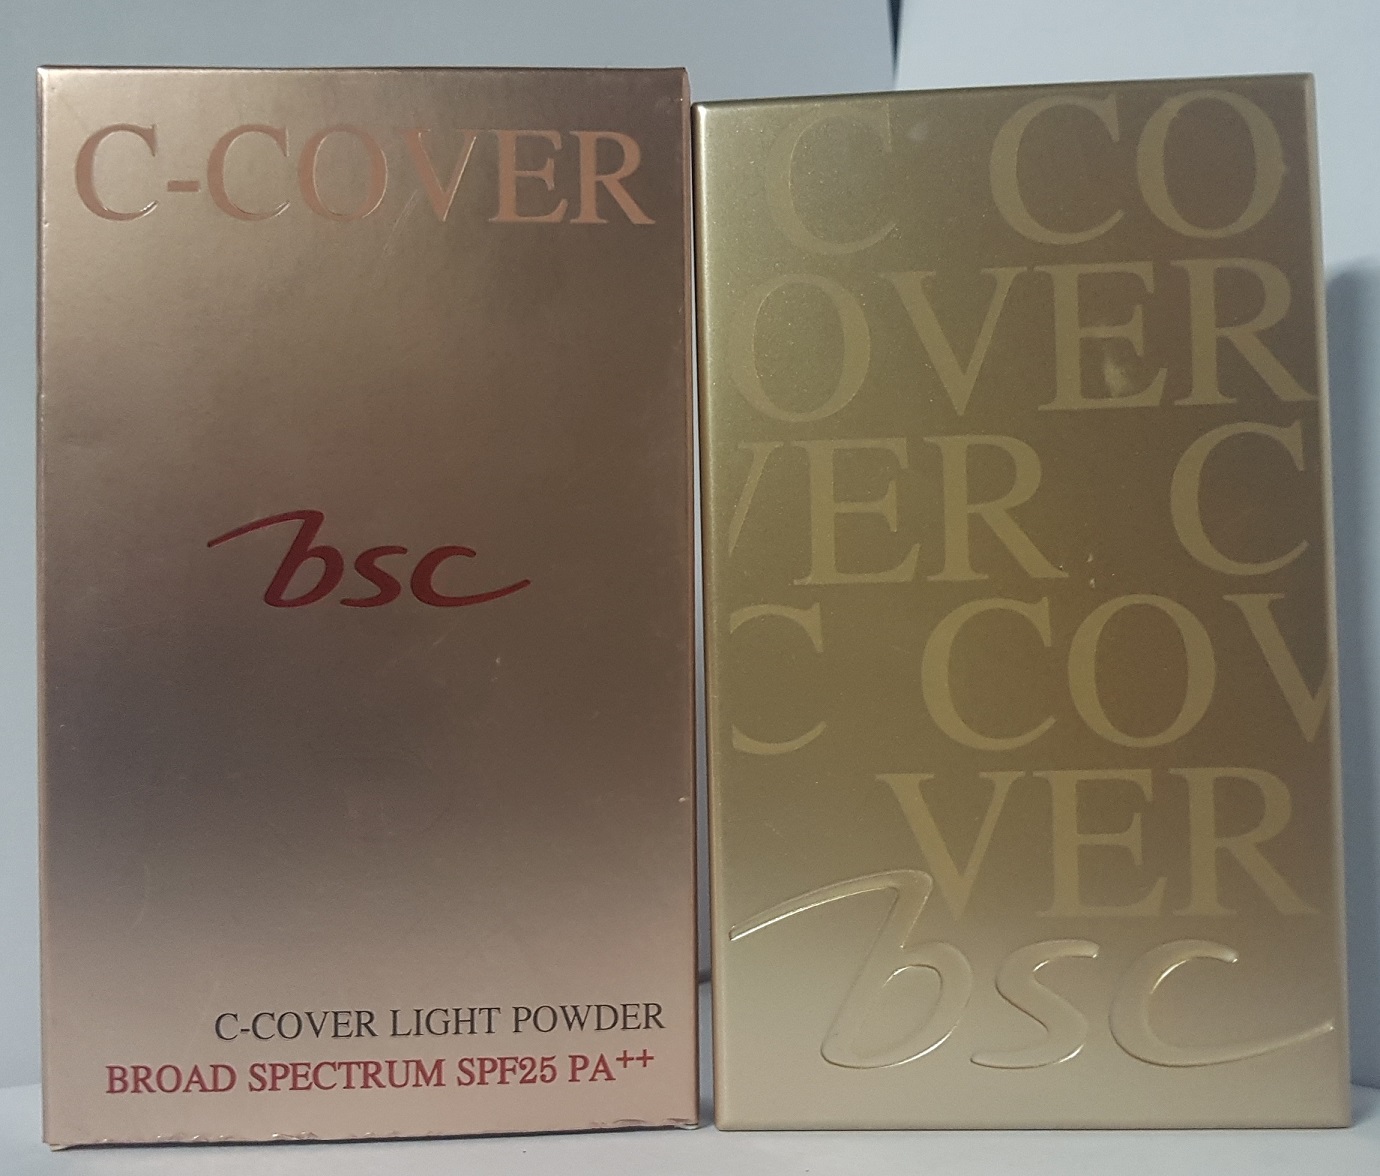 C-COVER
bsc
C-COVER LIGHT POWDER
BROAD SPECTRUM SPF25 PA++
C CO
OVER
VER C
C COV
VER
bsc